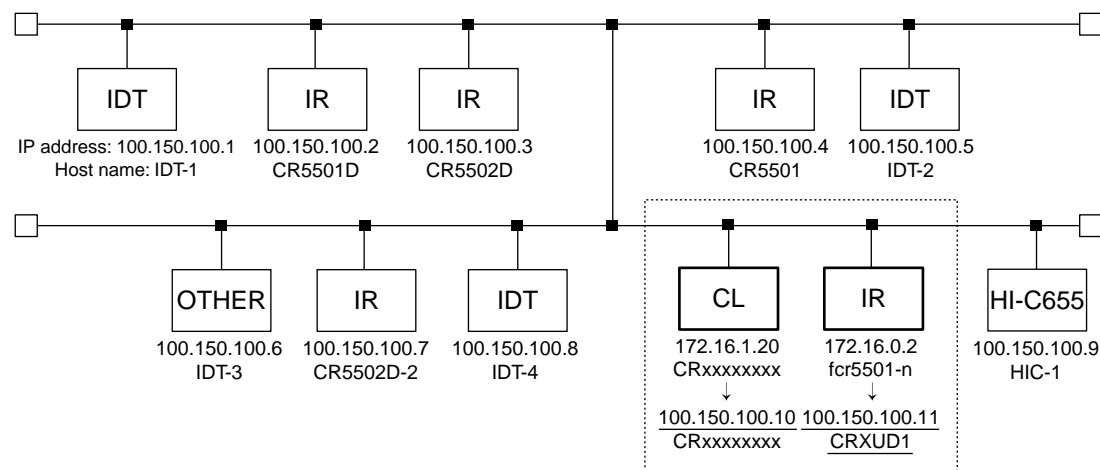 IDT IR IR IR IDT
IP address: 100.150.100.1 100.150.100.2 100.150.100.3 100.150.100.4 100.150.100.5
Host name: IDT-1 CR5501D CR5502D CR5501 IDT-2
OTHER IR IDT CL IR HI-C655
100.150.100.6 100.150.100.7 100.150.100.8 172.16.1.20 172.16.0.2 100.150.100.9
IDT-3 CR5502D-2 IDT-4 CRxxxxxxxx fcr5501-n HIC-1
↓ ↓
100.150.100.10 100.150.100.11
CRxxxxxxxx CRXUD1